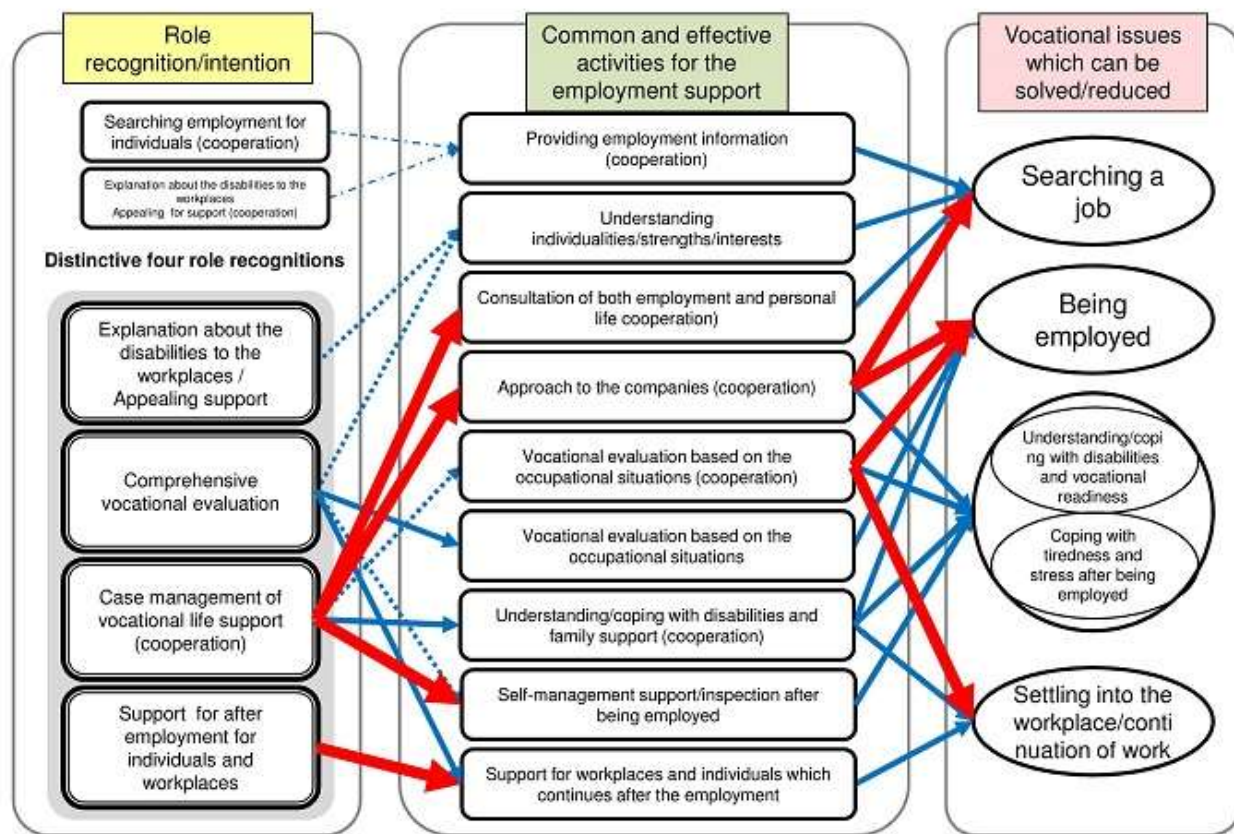 Role
recognition/intention
Searching employment for
individuals (cooperation)
Explanation about the disabilities to the
workplaces
Appealing for support (cooperation)
Distinctive four role recognitions
Explanation about the
disabilities to the
workplaces /
Appealing support
Comprehensive
vocational evaluation
Case management of
vocational life support
(cooperation)
Support for after
employment for
individuals and
workplaces
Common and effective
activities for the
employment support
Providing employment information
(cooperation)
Understanding
individualities/strengths/interests
Consultation of both employment and personal
life cooperation)
Approach to the companies (cooperation)
Vocational evaluation based on the
occupational situations (cooperation)
Vocational evaluation based on the
occupational situations
Understanding/coping with disabilities and
family support (cooperation)
Self-management support/inspection after
being employed
Support for workplaces and individuals which
continues after the employment
Vocational issues
which can be
solved/reduced
Searching a
job
Being
employed
Understanding/copi
ng with disabilities
and vocational
readiness
Coping with
tiredness and
stress after being
employed
Settling into the
workplace/conti
nuation of work